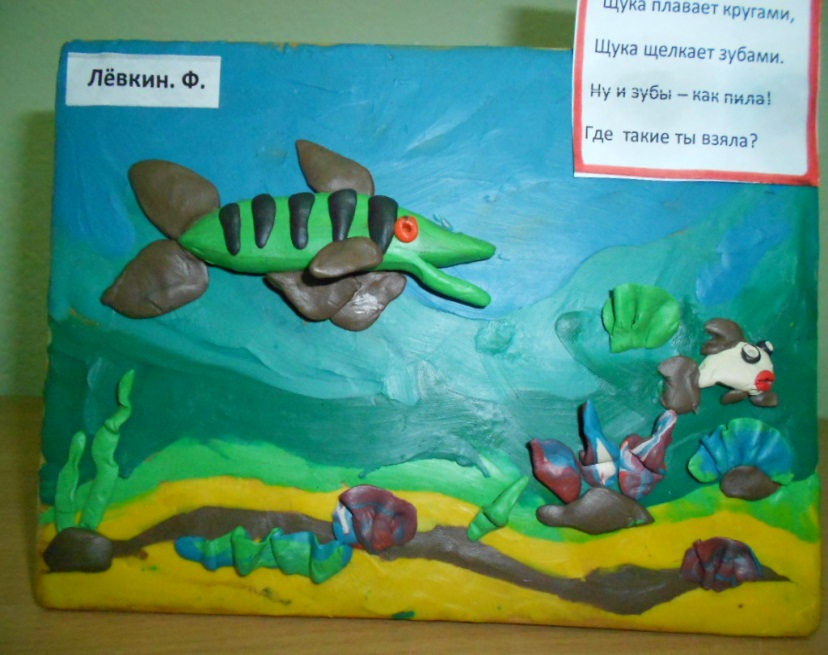 Лёвкин. Ф.
Щука плавает кругами,
Щука щелкает зубами.
Ну и зубы – как пила!
Где такие ты взяла?